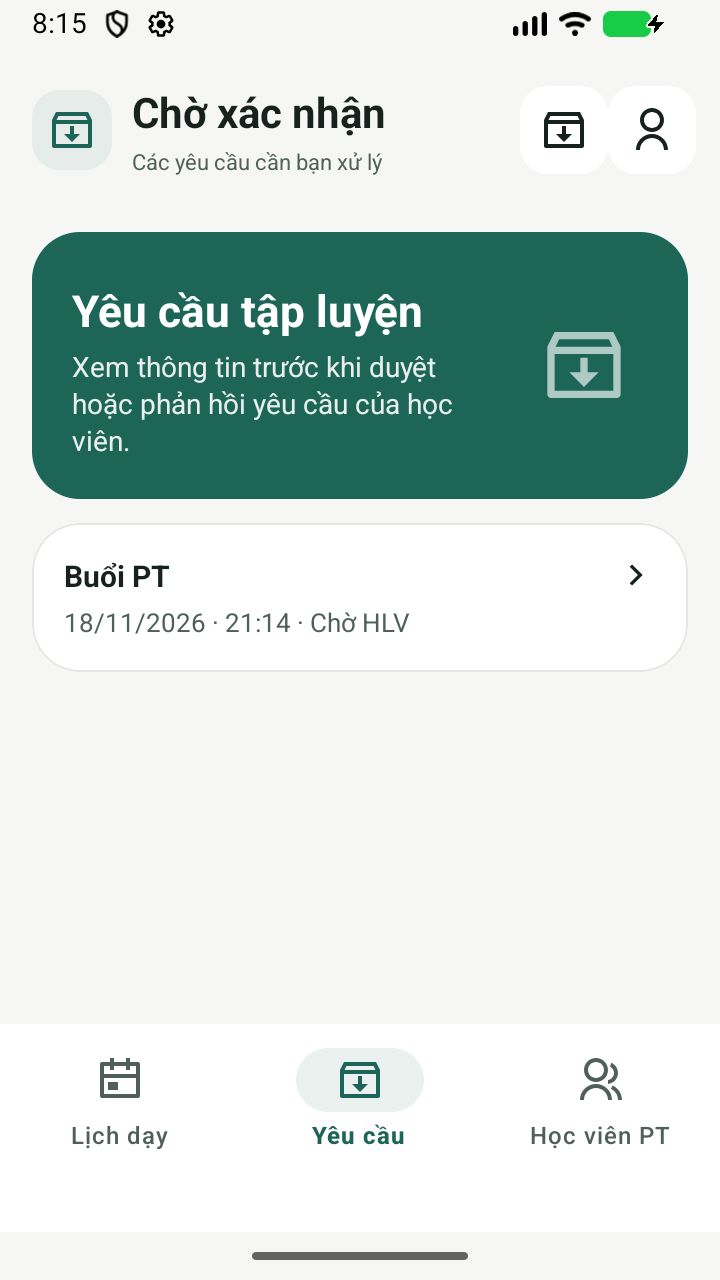 8:15
Chờ xác nhận
Các yêu cầu cần bạn xử lý
Yêu cầu tập luyện
Xem thông tin trước khi duyệt
hoặc phản hồi yêu cầu của học
viên.
Buổi PT
18/11/2026 · 21:14 · Chờ HLV
Lịch dạy
Yêu cầu
Học viên PT